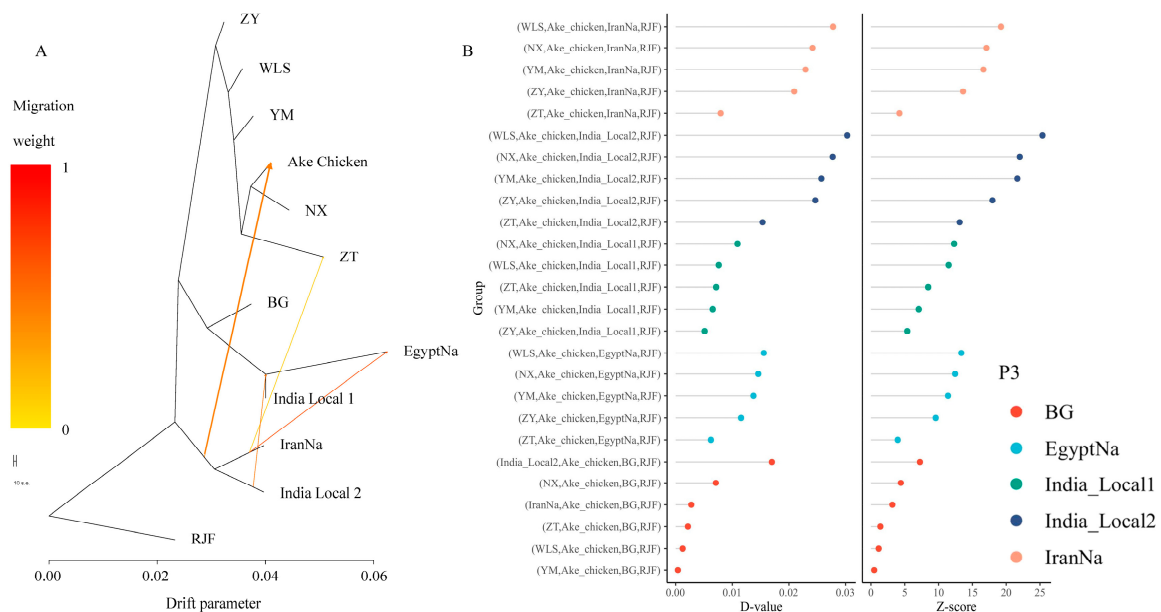 A
ZY
WLS
YM
Ake Chicken
NX
ZT
BG
EgyptNa
India Local 1
IranNa
India Local 2
RJF
Migration
weight
1
0
10 s.e.
0.00 0.02 0.04 0.06
Drift parameter
B
Group
(WLS,Ake_chicken,IranNa,RJF)
(NX,Ake_chicken,IranNa,RJF)
(YM,Ake_chicken,IranNa,RJF)
(ZY,Ake_chicken,IranNa,RJF)
(ZT,Ake_chicken,IranNa,RJF)
(WLS,Ake_chicken,India_Local2,RJF)
(NX,Ake_chicken,India_Local2,RJF)
(YM,Ake_chicken,India_Local2,RJF)
(ZY,Ake_chicken,India_Local2,RJF)
(ZT,Ake_chicken,India_Local2,RJF)
(NX,Ake_chicken,India_Local1,RJF)
(WLS,Ake_chicken,India_Local1,RJF)
(ZT,Ake_chicken,India_Local1,RJF)
(YM,Ake_chicken,India_Local1,RJF)
(ZY,Ake_chicken,India_Local1,RJF)
(WLS,Ake_chicken,EgyptNa,RJF)
(NX,Ake_chicken,EgyptNa,RJF)
(YM,Ake_chicken,EgyptNa,RJF)
(ZY,Ake_chicken,EgyptNa,RJF)
(ZT,Ake_chicken,EgyptNa,RJF)
(India_Local2,Ake_chicken,BG,RJF)
(NX,Ake_chicken,BG,RJF)
(IranNa,Ake_chicken,BG,RJF)
(ZT,Ake_chicken,BG,RJF)
(WLS,Ake_chicken,BG,RJF)
(YM,Ake_chicken,BG,RJF)
0.00 0.01 0.02 0.03
D-value
0 5 10 15 20 25
Z-score
P3
BG
EgyptNa
India_Local1
India_Local2
IranNa